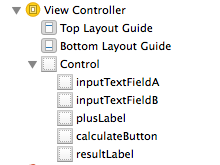 View Controller
Top Layout Guide
Bottom Layout Guide
Control
inputTextFieldA
inputTextFieldB
plusLabel
calculateButton
resultLabel